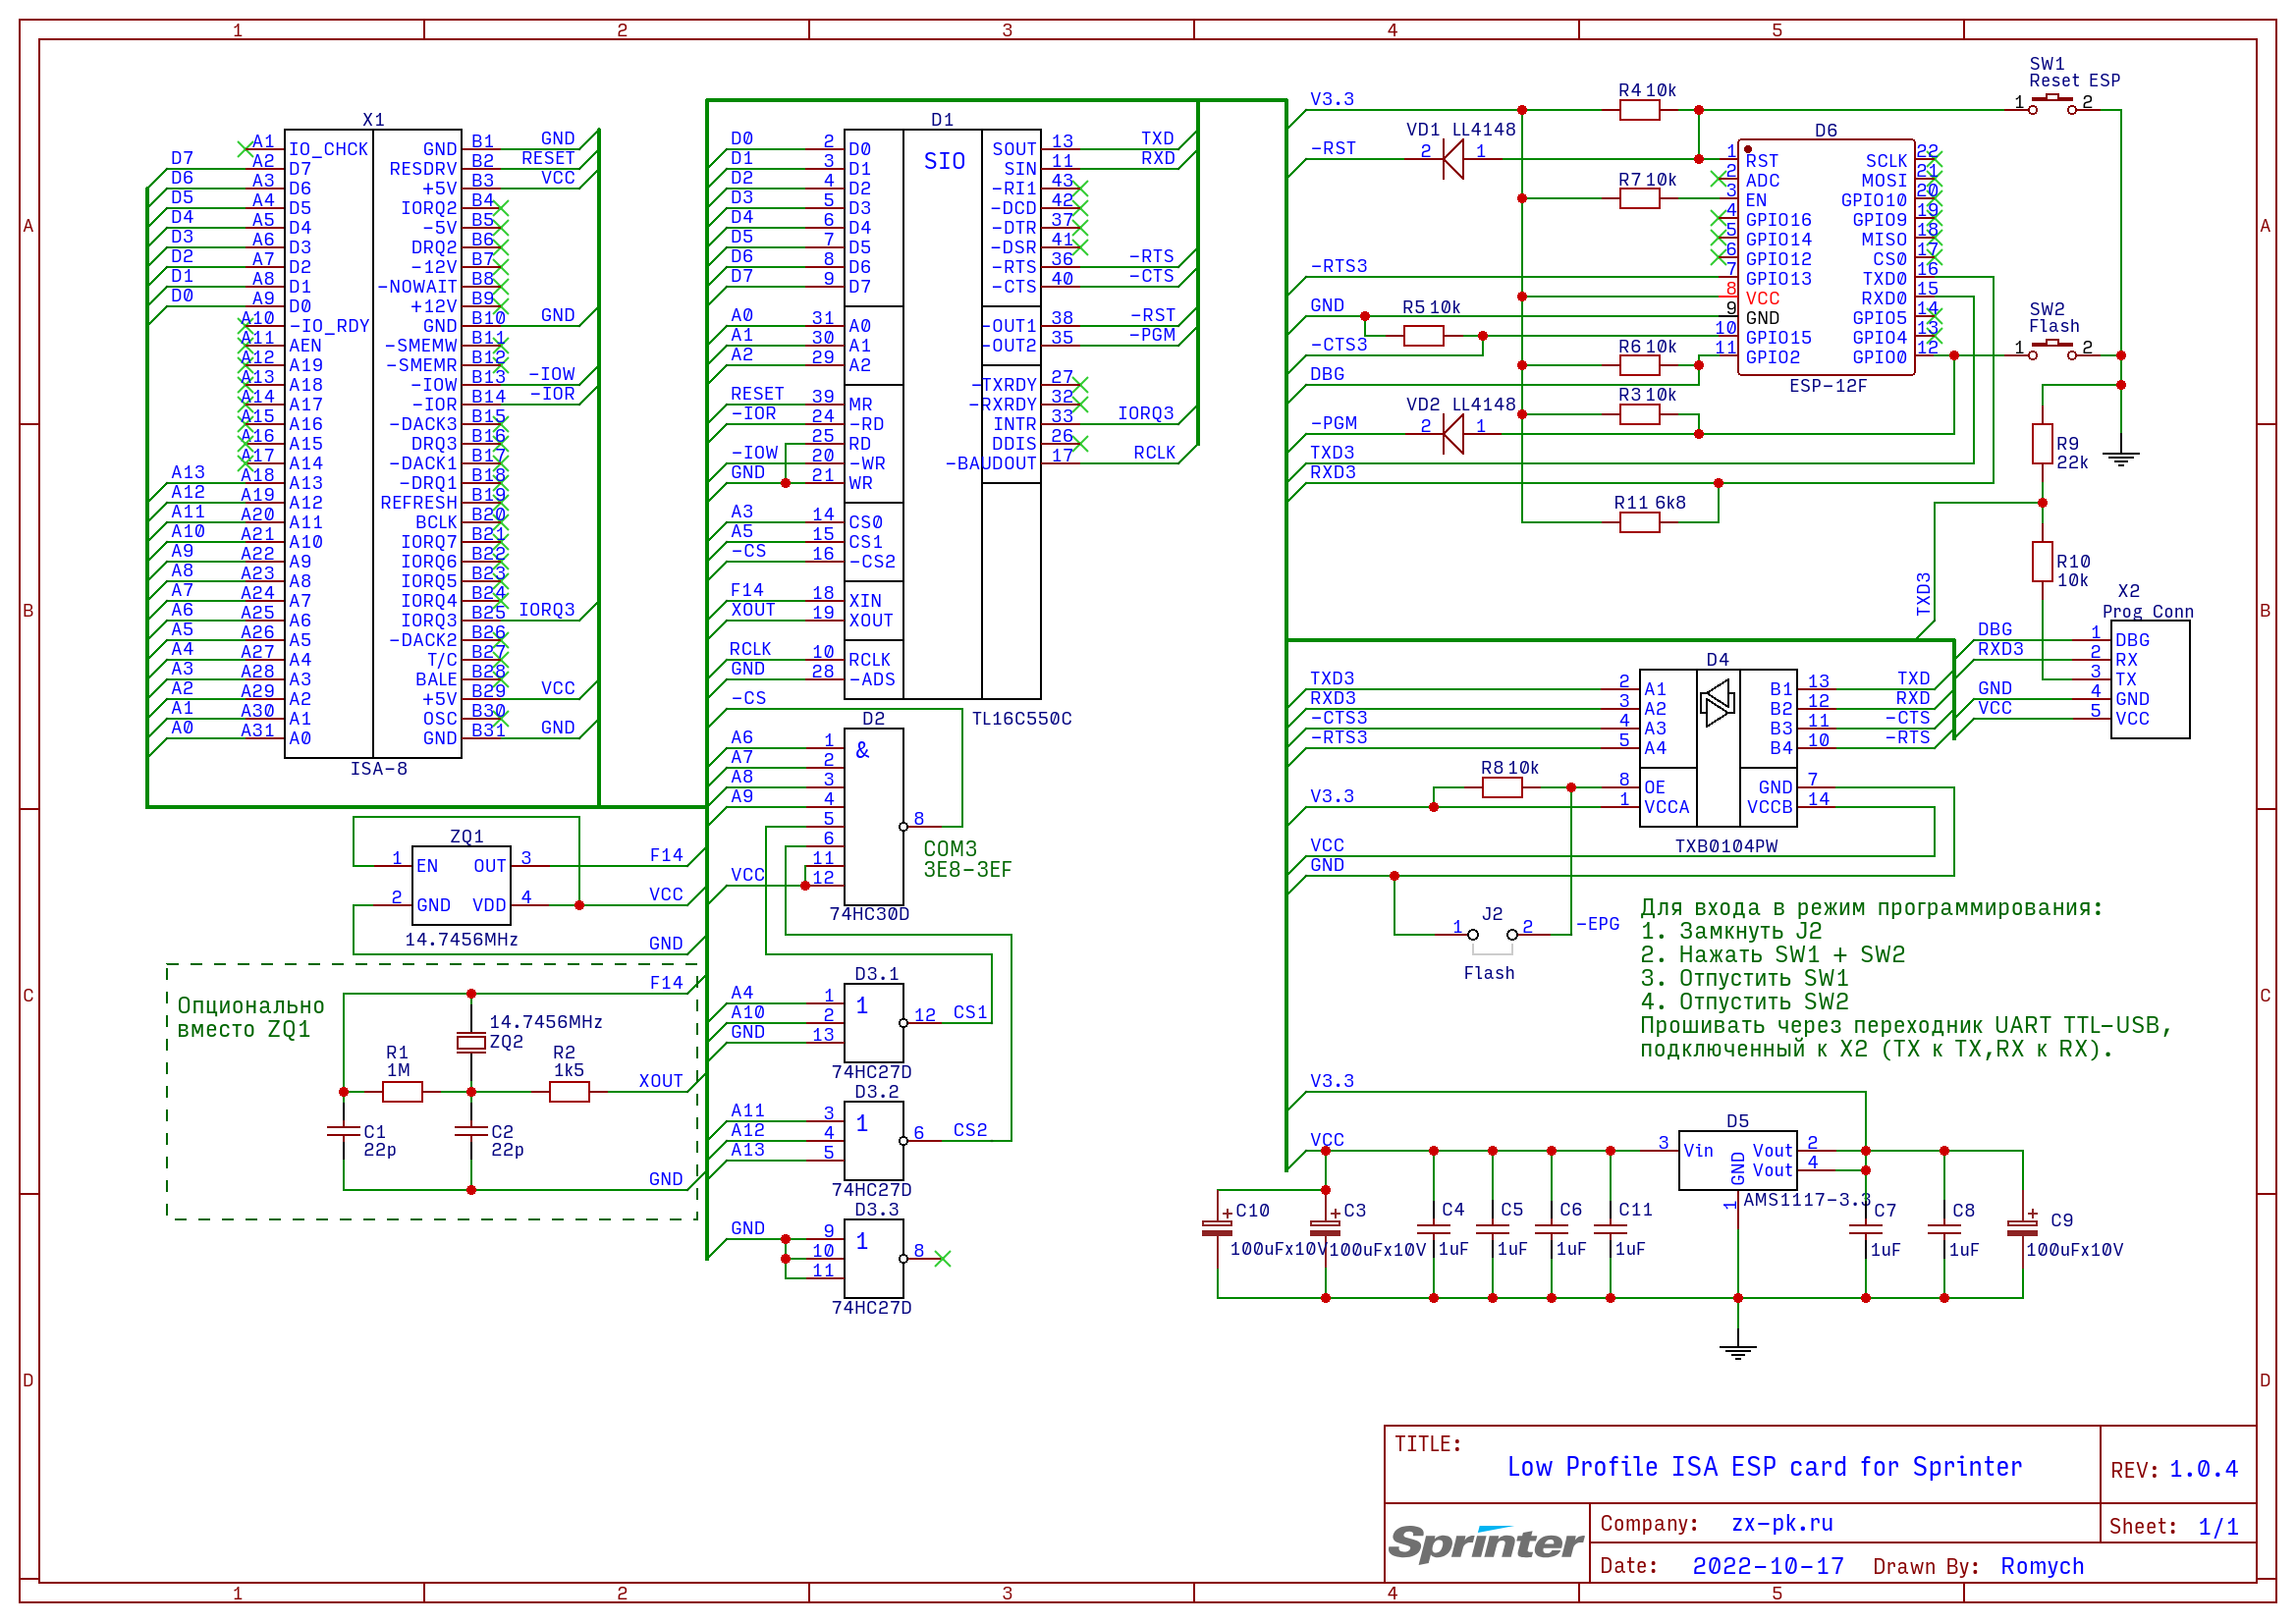 1 2 3 4 5
A
B
C
D
X1
D7 A1 IO_CHCK GND B1 GND
D6 A2 D7 RESDRV B2 RESET
D5 A3 D6 +5V B3 VCC
D4 A4 D5 IORQ2 B4
D3 A5 D4 -5V B5
D2 A6 D3 DRQ2 B6
D1 A7 D2 -12V B7
D0 A8 D1 -NOWAIT B8
A9 D0 +12V B9
A10 -IO_RDY GND B10 GND
A11 AEN -SMEMW B11
A12 A19 -SMEMR B12
A13 A18 -IOW B13 -IOW
A14 A17 -IOR B14 -IOR
A15 A16 -DACK3 B15
A16 A15 DRQ3 B16
A17 A14 -DACK1 B17
A13 A18 A13 -DRQ1 B18
A12 A19 A12 REFRESH B19
A11 A20 A11 BCLK B20
A10 A21 A10 IORQ7 B21
A9 A22 A9 IORQ6 B22
A8 A23 A8 IORQ5 B23
A7 A24 A7 IORQ4 B24
A6 A25 A6 IORQ3 B25 IORQ3
A5 A26 A5 -DACK2 B26
A4 A27 A4 T/C B27
A3 A28 A3 BALE B28
A2 A29 A2 +5V B29 VCC
A1 A30 A1 OSC B30
A0 A31 A0 GND B31 GND
ISA-8
ZQ1
1 EN OUT 3 F14
2 GND VDD 4 VCC
14.7456MHz
GND
Опционально
вместо ZQ1
F14
14.7456MHz
ZQ2
R1
1M
R2
1k5
XOUT
C1
22p
C2
22p
GND
D1
SIO
D0 2 D0 SOUT 13 TXD
D1 3 D1 SIN 11 RXD
D2 4 D2 -RI1 43
D3 5 D3 -DCD 42
D4 6 D4 -DTR 37
D5 7 D5 -DSR 41
D6 8 D6 -RTS 36 -RTS
D7 9 D7 -CTS 40 -CTS
A0 31 A0 -OUT1 38 -RST
A1 30 A1 -OUT2 35 -PGM
A2 29 A2 -TXRDY 27
RESET 39 MR -RXRDY 32
-IOR 24 -RD INTR 33 IORQ3
25 RD DDIS 26
-IOW 20 -WR -BAUDOUT 17 RCLK
GND 21 WR
A3 14 CS0
A5 15 CS1
-CS 16 -CS2
F14 18 XIN
XOUT 19 XOUT
RCLK 10 RCLK
GND 28 -ADS
TL16C550C
-CS
D2
&
A6 1
A7 2
A8 3
A9 4
5 8
6
11
VCC 12
74HC30D
COM3
3E8-3EF
D3.1
A4 1 1
A10 2 12 CS1
GND 13
74HC27D
D3.2
A11 3 1
A12 4 6 CS2
A13 5
74HC27D
D3.3
GND 9 1
10 8
11
74HC27D
V3.3
R4 10k
SW1
Reset ESP
1 2
-RST
VD1 LL4148
2 1
R7 10k
D6
1 RST SCLK 22
2 ADC MOSI 21
3 EN GPIO10 20
4 GPIO16 GPIO9 19
5 GPIO14 MISO 18
6 GPIO12 CS0 17
-RTS3 7 GPIO13 TXD0 16
8 VCC RXD0 15
GND 9 GND GPIO5 14
10 GPIO15 GPIO4 13
11 GPIO2 GPIO0 12
ESP-12F
R5 10k
-CTS3
R6 10k
DBG
R3 10k
-PGM
VD2 LL4148
2 1
TXD3
RXD3
R11 6k8
SW2
Flash
1 2
R9
22k
R10
10k
TXD3
X2
Prog Conn
DBG 1 DBG
RXD3 2 RX
3 TX
GND 4 GND
VCC 5 VCC
D4
TXD3 2 A1 B1 13 TXD
RXD3 3 A2 B2 12 RXD
-CTS3 4 A3 B3 11 -CTS
-RTS3 5 A4 B4 10 -RTS
R8 10k
8 OE GND 7
V3.3 1 VCCA VCCB 14
TXB0104PW
VCC
GND
J2
1 2 -EPG
Flash
Для входа в режим программирования:
1. Замкнуть J2
2. Нажать SW1 + SW2
3. Отпустить SW1
4. Отпустить SW2
Прошивать через переходник UART TTL-USB,
подключенный к X2 (TX к TX,RX к RX).
V3.3
VCC
D5
3 Vin Vout 2
Vout 4
GND
1
AMS1117-3.3
C10
100uFx10V
C3
100uFx10V
C4
1uF
C5
1uF
C6
1uF
C11
1uF
C7
1uF
C8
1uF
C9
100uFx10V
TITLE:
Low Profile ISA ESP card for Sprinter
REV: 1.0.4
Sprinter
Company: zx-pk.ru
Sheet: 1/1
Date: 2022-10-17 Drawn By: Romych
A
B
C
D
1 2 3 4 5